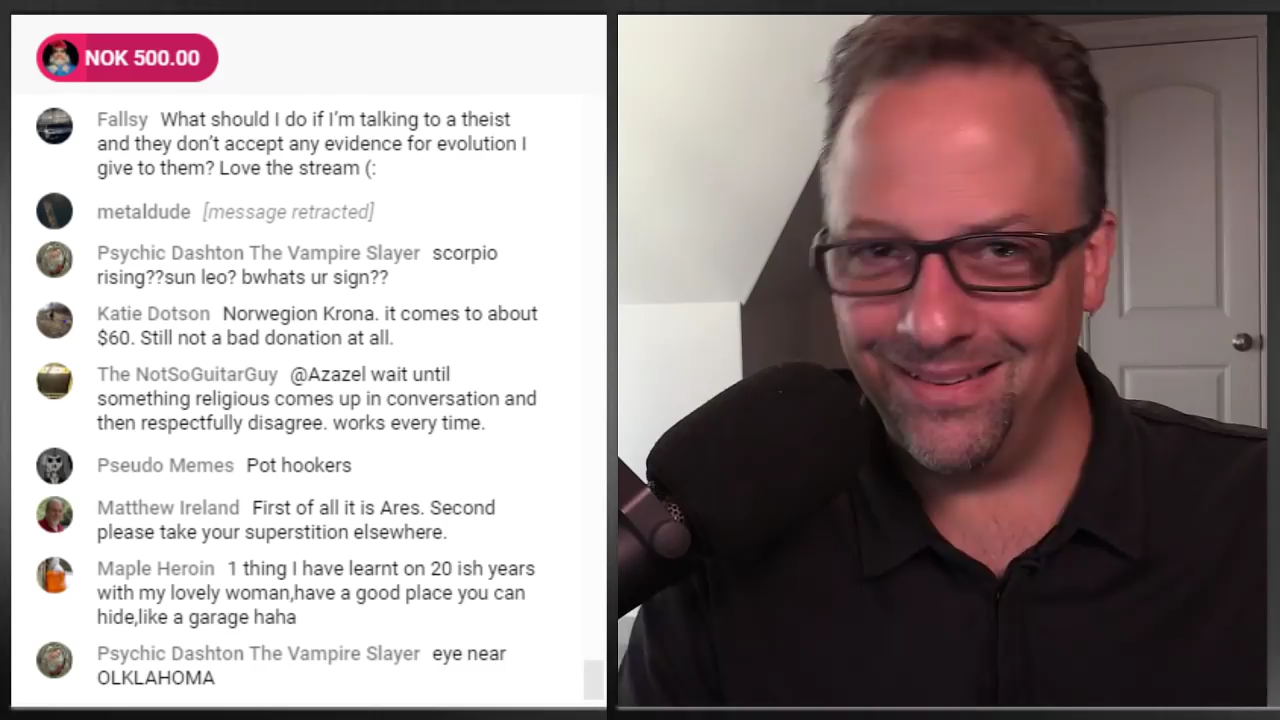 NOK 500.00
Fallsy What should I do if I'm talking to a theist
and they don't accept any evidence for evolution I
give to them? Love the stream (:
metaldude [message retracted]
Psychic Dashton The Vampire Slayer scorpio
rising??sun leo? bwhats ur sign??
Katie Dotson Norwegion Krona. it comes to about
$60. Still not a bad donation at all.
The NotSoGuitarGuy @Azazel wait until
something religious comes up in conversation and
then respectfully disagree. works every time.
Pseudo Memes Pot hookers
Matthew Ireland First of all it is Ares. Second
please take your superstition elsewhere.
Maple Heroin 1 thing I have learnt on 20 ish years
with my lovely woman,have a good place you can
hide,like a garage haha
Psychic Dashton The Vampire Slayer eye near
OLKLAHOMA